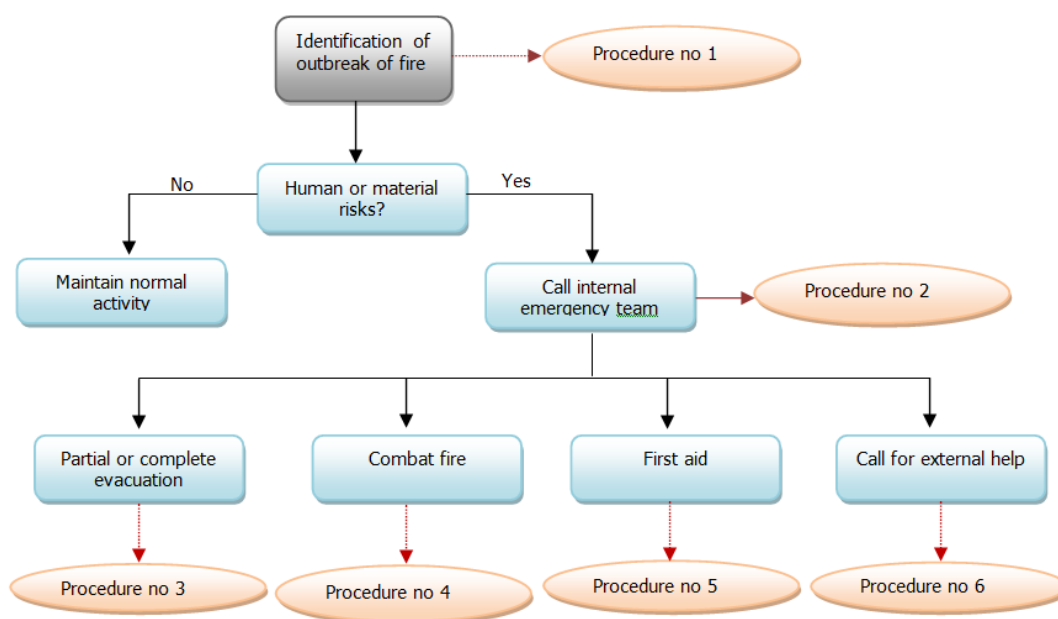 Identification of
outbreak of fire
Procedure no 1
No
Human or material
risks?
Yes
Maintain normal
activity
Call internal
emergency team
Procedure no 2
Partial or complete
evacuation
Combat fire
First aid
Call for external help
Procedure no 3
Procedure no 4
Procedure no 5
Procedure no 6